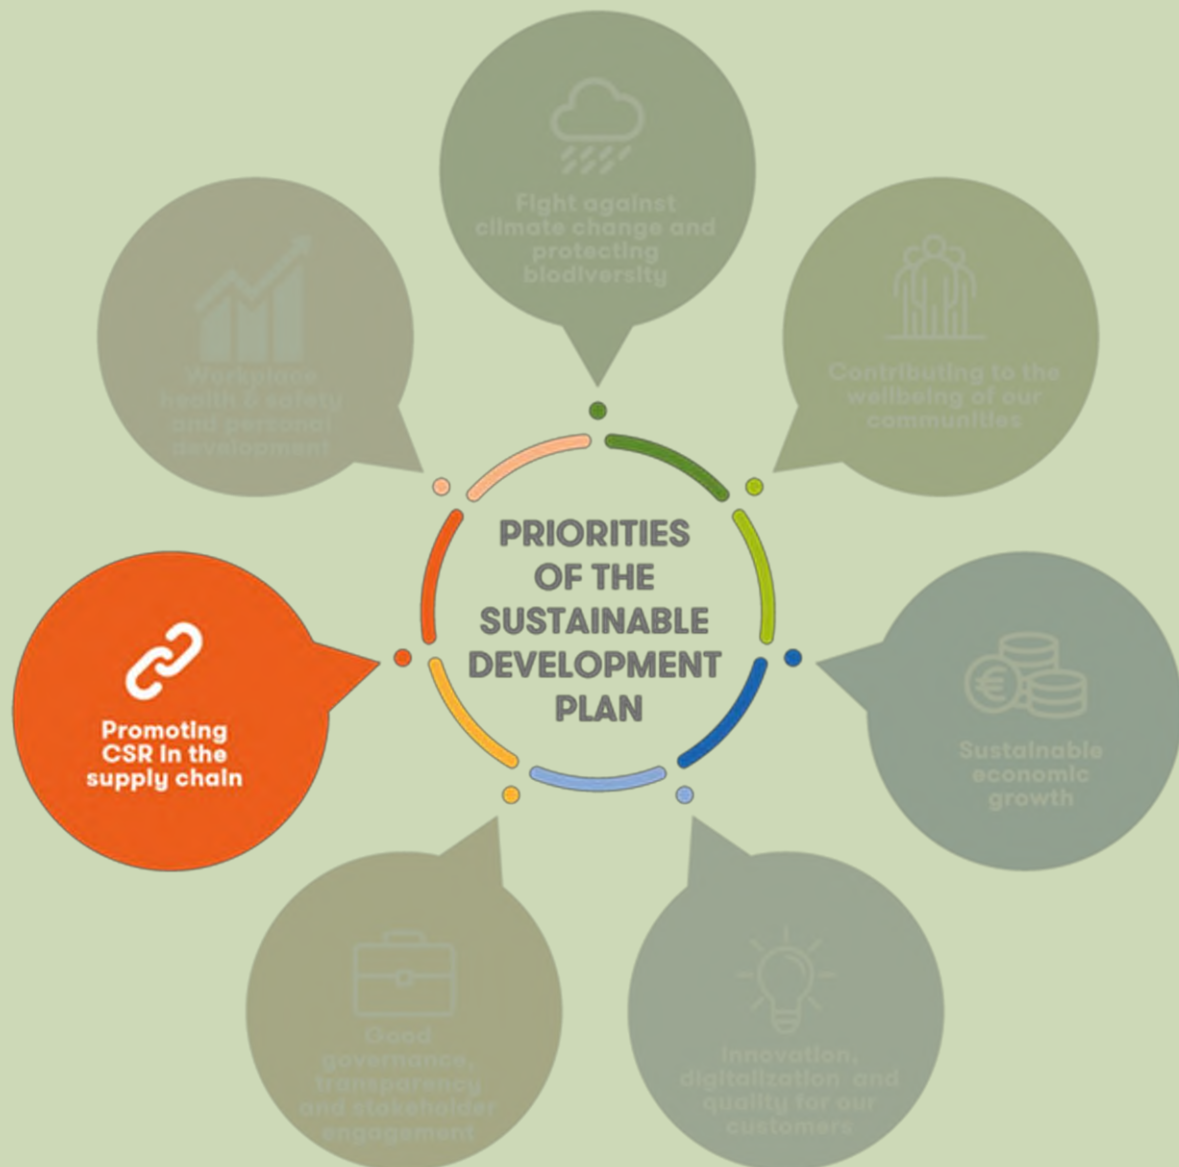 Fight against
climate change and
protecting
biodiversity
Contributing to the
wellbeing of our
communities
Sustainable
economic
growth
Innovation,
digitalization and
quality for our
customers
Good
governance,
transparency
and stakeholder
engagement
Promoting
CSR in the
supply chain
Workplace
health & safety
and personal
development
PRIORITIES
OF THE
SUSTAINABLE
DEVELOPMENT
PLAN
€